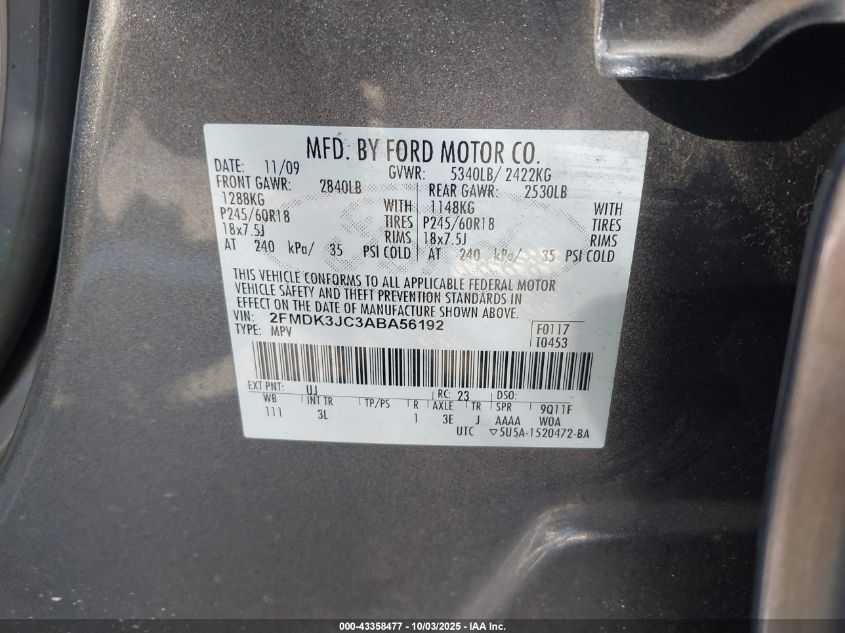 MFD. BY FORD MOTOR CO.
DATE: 11/09 GVWR: 5340LB/ 2422KG
FRONT GAWR: 2840LB REAR GAWR: 2530LB
1288KG WITH 1148KG WITH
P245/60R18 TIRES P245/60R18 TIRES
18x7.5J RIMS 18x7.5J RIMS
AT 240 kPa/ 35 PSI COLD AT 240 kPa/ 35 PSI COLD
THIS VEHICLE CONFORMS TO ALL APPLICABLE FEDERAL MOTOR
VEHICLE SAFETY AND THEFT PREVENTION STANDARDS IN
EFFECT ON THE DATE OF MANUFACTURE SHOWN ABOVE.
VIN: 2FMDK3JC3ABA56192 F0117
TYPE: MPV T0453
EXT PNT: UJ RC: 23 DSO:
WB INT TR TP/PS R AXLE TR SPR 9Q11F
111 3L 1 3E J AAAA WOA
UTC ▽5U5A-1520472-BA
000-43358477 - 10/03/2025 - IAA Inc.